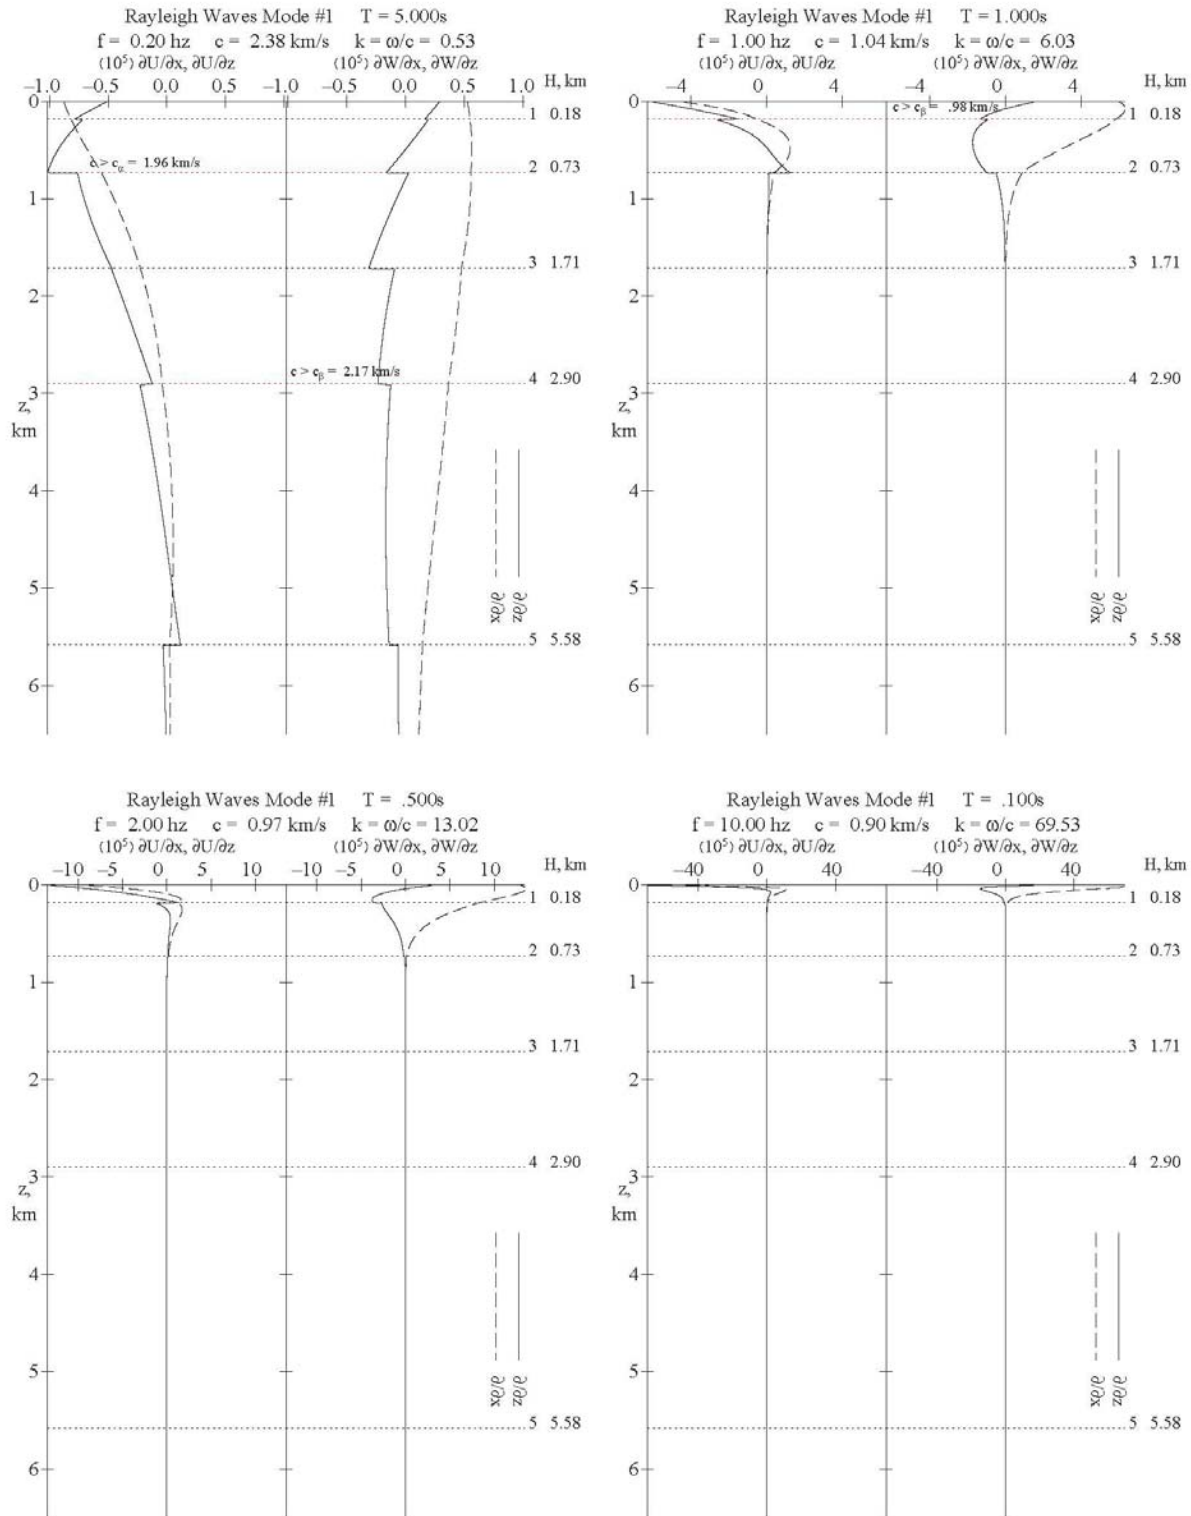 Rayleigh Waves Mode #1 T = 5.000s
f = 0.20 hz c = 2.38 km/s k = ω/c = 0.53
(10⁵) ∂U/∂x, ∂U/∂z (10⁵) ∂W/∂x, ∂W/∂z H, km
−1.0 −0.5 0.0 0.5 −1.0 −0.5 0.0 0.5 1.0
0
1 0.18
c > cα = 1.96 km/s
2 0.73
1
3 1.71
2
c > cβ = 2.17 km/s
4 2.90
3
z,
km
4
5
∂/∂x
∂/∂z
5 5.58
6
Rayleigh Waves Mode #1 T = 1.000s
f = 1.00 hz c = 1.04 km/s k = ω/c = 6.03
(10⁵) ∂U/∂x, ∂U/∂z (10⁵) ∂W/∂x, ∂W/∂z H, km
−4 0 4 −4 0 4
0
c > cβ = .98 km/s
1 0.18
2 0.73
1
3 1.71
2
4 2.90
3
z,
km
4
5
∂/∂x
∂/∂z
5 5.58
6
Rayleigh Waves Mode #1 T = .500s
f = 2.00 hz c = 0.97 km/s k = ω/c = 13.02
(10⁵) ∂U/∂x, ∂U/∂z (10⁵) ∂W/∂x, ∂W/∂z H, km
−10 −5 0 5 10 −10 −5 0 5 10
0
1 0.18
2 0.73
1
3 1.71
2
4 2.90
3
z,
km
4
5
∂/∂x
∂/∂z
5 5.58
6
Rayleigh Waves Mode #1 T = .100s
f = 10.00 hz c = 0.90 km/s k = ω/c = 69.53
(10⁵) ∂U/∂x, ∂U/∂z (10⁵) ∂W/∂x, ∂W/∂z H, km
−40 0 40 −40 0 40
0
1 0.18
2 0.73
1
3 1.71
2
4 2.90
3
z,
km
4
5
∂/∂x
∂/∂z
5 5.58
6